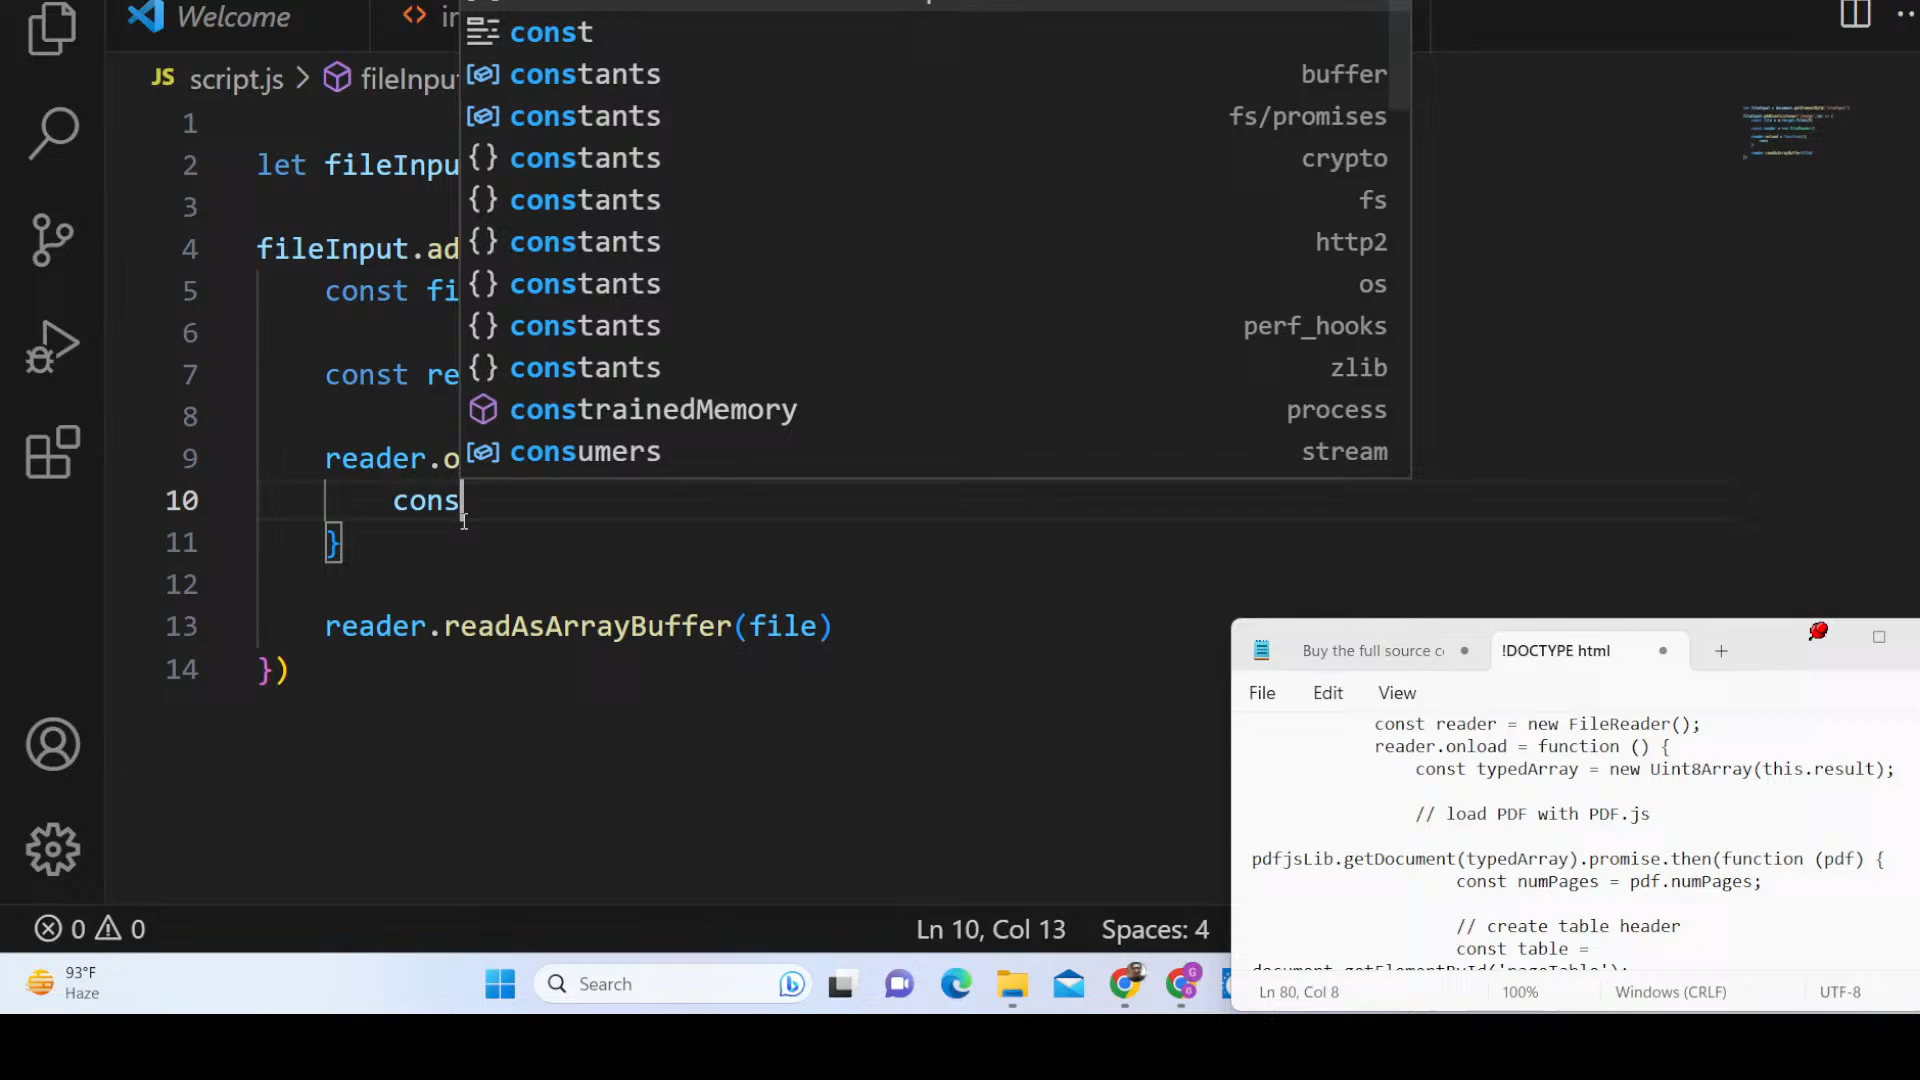 Welcome
const
constants buffer
constants fs/promises
constants crypto
constants fs
constants http2
constants os
constants perf_hooks
constants zlib
constrainedMemory process
consumers stream
JS script.js > fileInput
1
2 let fileInpu
3
4 fileInput.ad
5 const fi
6
7 const re
8
9 reader.o
10 cons
11 }
12
13 reader.readAsArrayBuffer(file)
14 })
Buy the full source c
!DOCTYPE html
File Edit View
const reader = new FileReader();
reader.onload = function () {
const typedArray = new Uint8Array(this.result);
// load PDF with PDF.js
pdfjsLib.getDocument(typedArray).promise.then(function (pdf) {
const numPages = pdf.numPages;
// create table header
const table =
document.getElementById('pageTable');
Ln 80, Col 8 100% Windows (CRLF) UTF-8
0 0 Ln 10, Col 13 Spaces: 4
93°F
Haze
Search